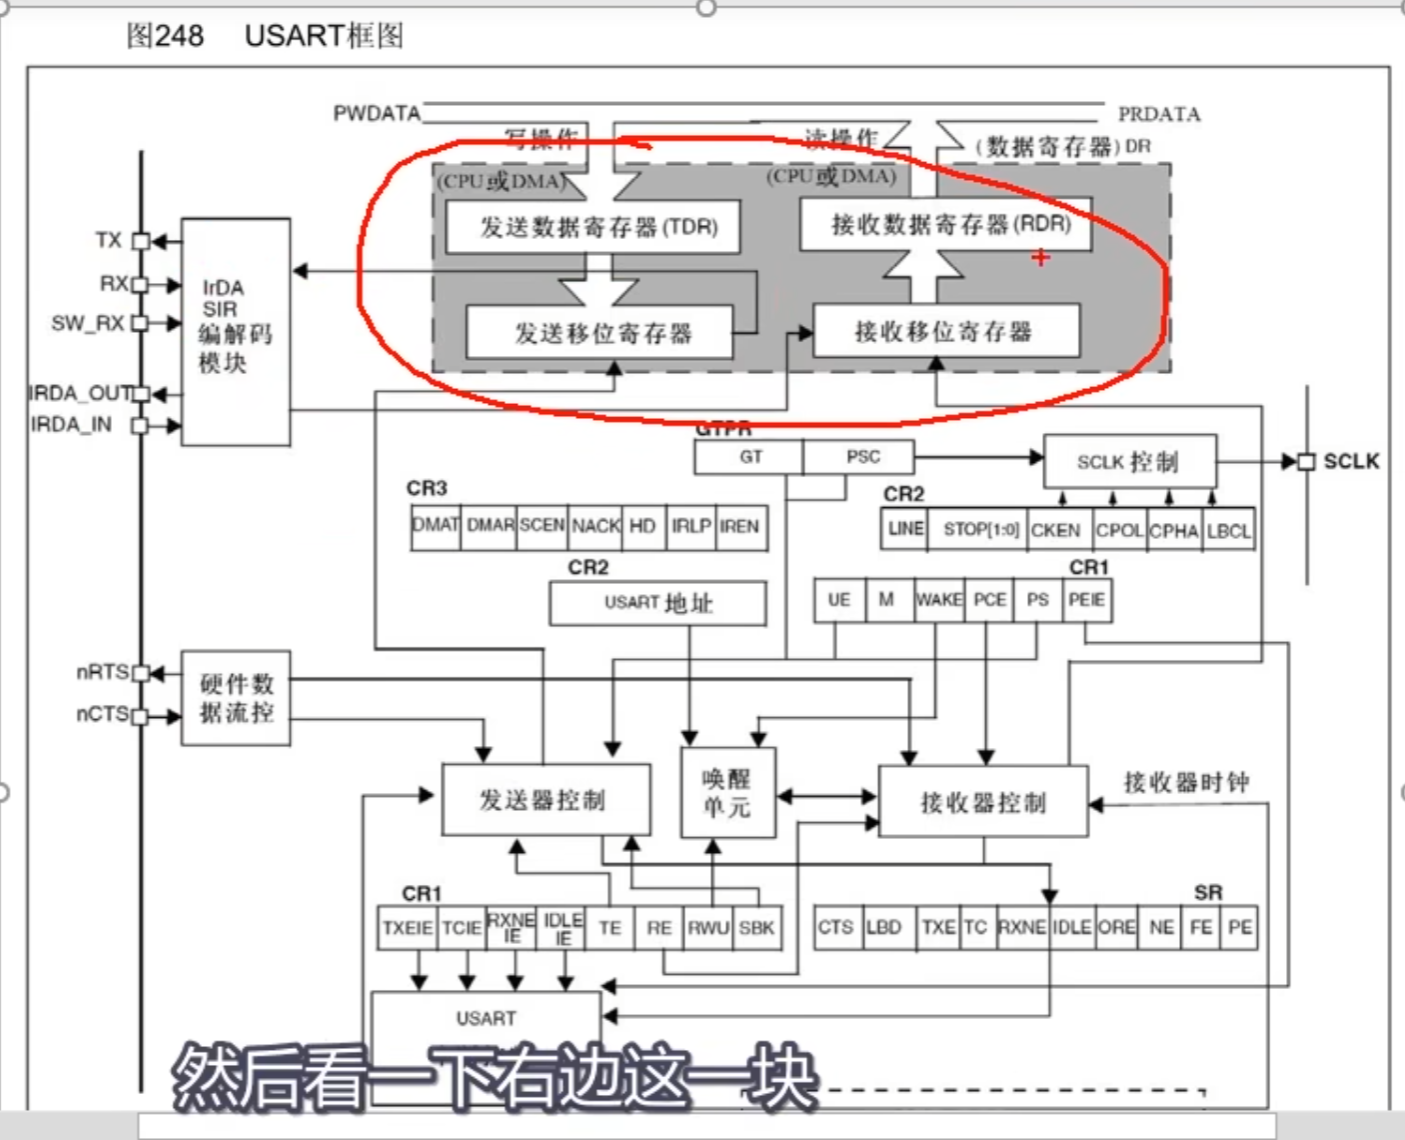 图248 USART框图
PWDATA
PRDATA
写操作
读操作
(数据寄存器)DR
(CPU或DMA)
(CPU或DMA)
发送数据寄存器(TDR)
接收数据寄存器(RDR)
TX
RX
SW_RX
IRDA_OUT
IRDA_IN
IrDA
SIR
编解码
模块
发送移位寄存器
接收移位寄存器
GTPR
GT PSC
SCLK 控制
SCLK
CR3
DMAT DMAR SCEN NACK HD IRLP IREN
CR2
LINE STOP[1:0] CKEN CPOL CPHA LBCL
CR2
USART 地址
CR1
UE M WAKE PCE PS PEIE
nRTS
nCTS
硬件数
据流控
发送器控制
唤醒
单元
接收器控制
接收器时钟
CR1
TXEIE TCIE RXNE IE IDLE IE TE RE RWU SBK
SR
CTS LBD TXE TC RXNE IDLE ORE NE FE PE
USART
然后看一下右边这一块